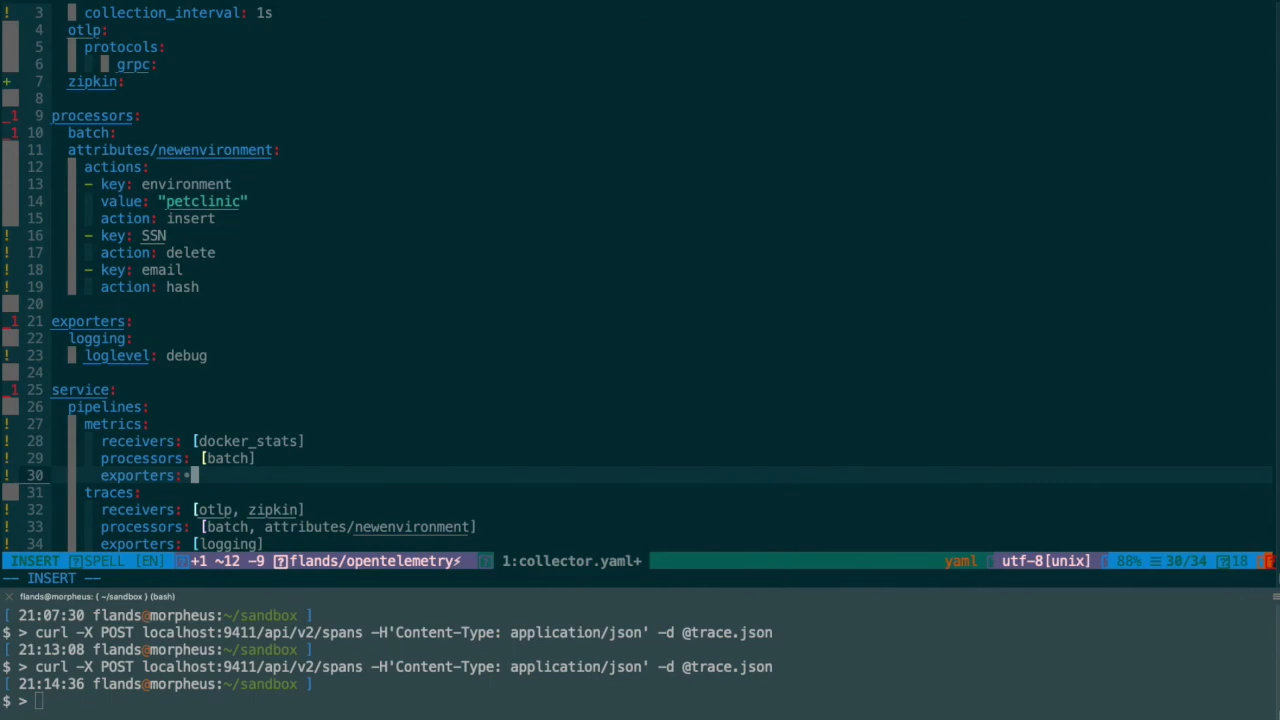 ! 3 collection_interval: 1s
4 otlp:
5 protocols:
6 grpc:
+ 7 zipkin:
8
_1 9 processors:
_1 10 batch:
11 attributes/newenvironment:
12 actions:
13 - key: environment
14 value: "petclinic"
15 action: insert
! 16 - key: SSN
! 17 action: delete
! 18 - key: email
! 19 action: hash
20
_1 21 exporters:
22 logging:
! 23 loglevel: debug
24
_1 25 service:
26 pipelines:
! 27 metrics:
! 28 receivers: [docker_stats]
! 29 processors: [batch]
! 30 exporters:•
31 traces:
! 32 receivers: [otlp, zipkin]
! 33 processors: [batch, attributes/newenvironment]
! 34 exporters: [logging]
INSERT SPELL [EN] +1 ~12 -9 flands/opentelemetry⚡ 1:collector.yaml+ yaml utf-8[unix] 88% ≡ 30/34 18
-- INSERT --
× flands@morpheus: { ~/sandbox } (bash)
[ 21:07:30 flands@morpheus:~/sandbox ]
$ > curl -X POST localhost:9411/api/v2/spans -H'Content-Type: application/json' -d @trace.json
[ 21:13:08 flands@morpheus:~/sandbox ]
$ > curl -X POST localhost:9411/api/v2/spans -H'Content-Type: application/json' -d @trace.json
[ 21:14:36 flands@morpheus:~/sandbox ]
$ >